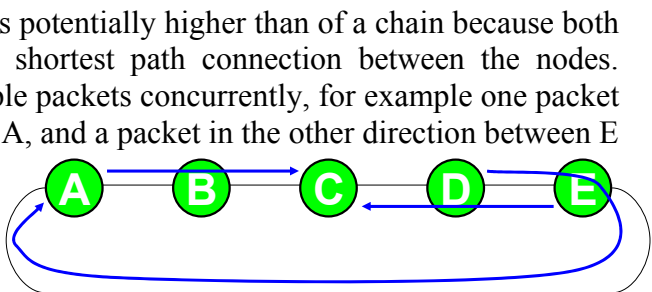 s potentially higher than of a chain because both
shortest path connection between the nodes.
ple packets concurrently, for example one packet
A, and a packet in the other direction between E
A B C D E